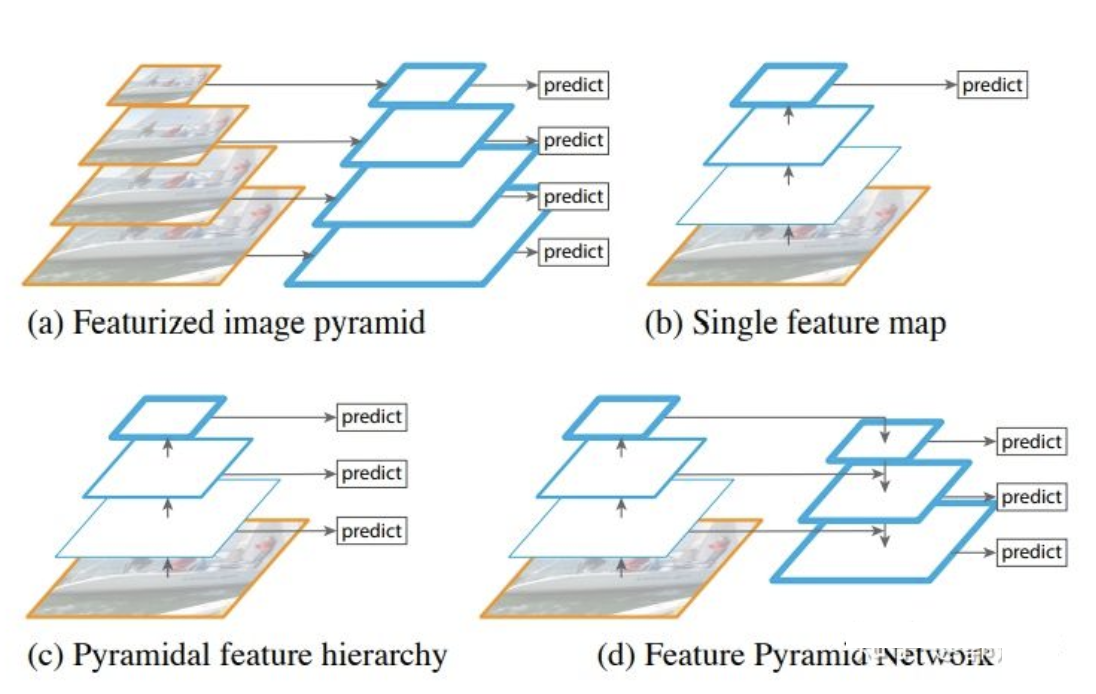 predict
predict
predict
predict
(a) Featurized image pyramid
predict
(b) Single feature map
predict
predict
predict
(c) Pyramidal feature hierarchy
predict
predict
predict
(d) Feature Pyramid Network